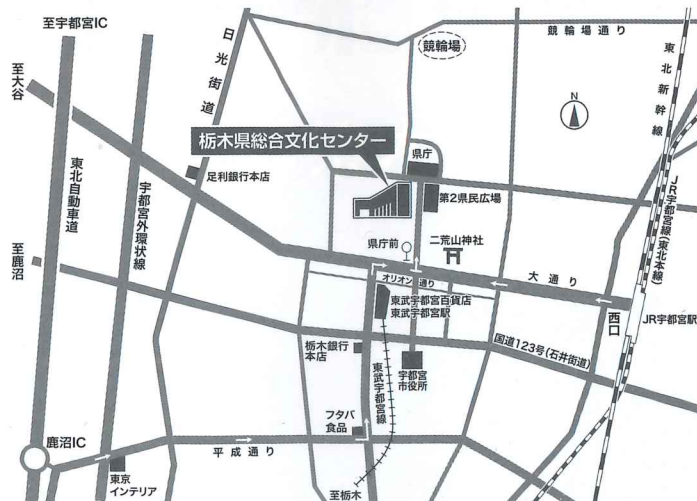 至宇都宮IC
至大谷
日光街道
競輪場
競輪場通り
東北新幹線
N
栃木県総合文化センター
県庁
足利銀行本店
第2県民広場
東北自動車道
宇都宮外環状線
JR宇都宮線(東北本線)
至鹿沼
県庁前
二荒山神社
大通り
オリオン通り
東武宇都宮百貨店
東武宇都宮駅
西口
JR宇都宮駅
栃木銀行
本店
国道123号(石井街道)
東武宇都宮線
宇都宮
市役所
フタバ
食品
鹿沼IC
平成通り
東京
インテリア
至栃木